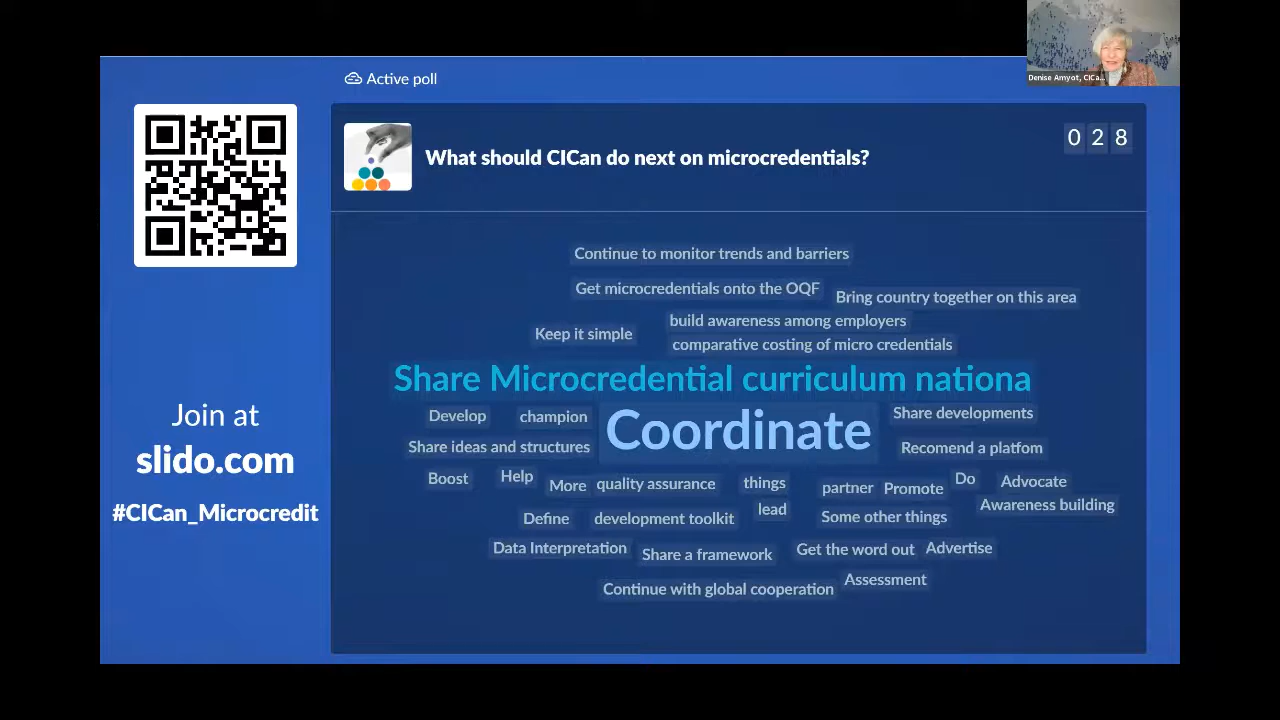 Active poll
Denise Amyot, CICa...
What should CICan do next on microcredentials?
028
Continue to monitor trends and barriers
Get microcredentials onto the OQF
Bring country together on this area
build awareness among employers
Keep it simple
comparative costing of micro credentials
Share Microcredential curriculum nationa
Develop
champion
Coordinate
Share developments
Share ideas and structures
Recomend a platfom
Boost
Help
More
quality assurance
things
partner
Promote
Do
Advocate
Awareness building
Define
development toolkit
lead
Some other things
Data Interpretation
Share a framework
Get the word out
Advertise
Continue with global cooperation
Assessment
Join at
slido.com
#CICan_Microcredit